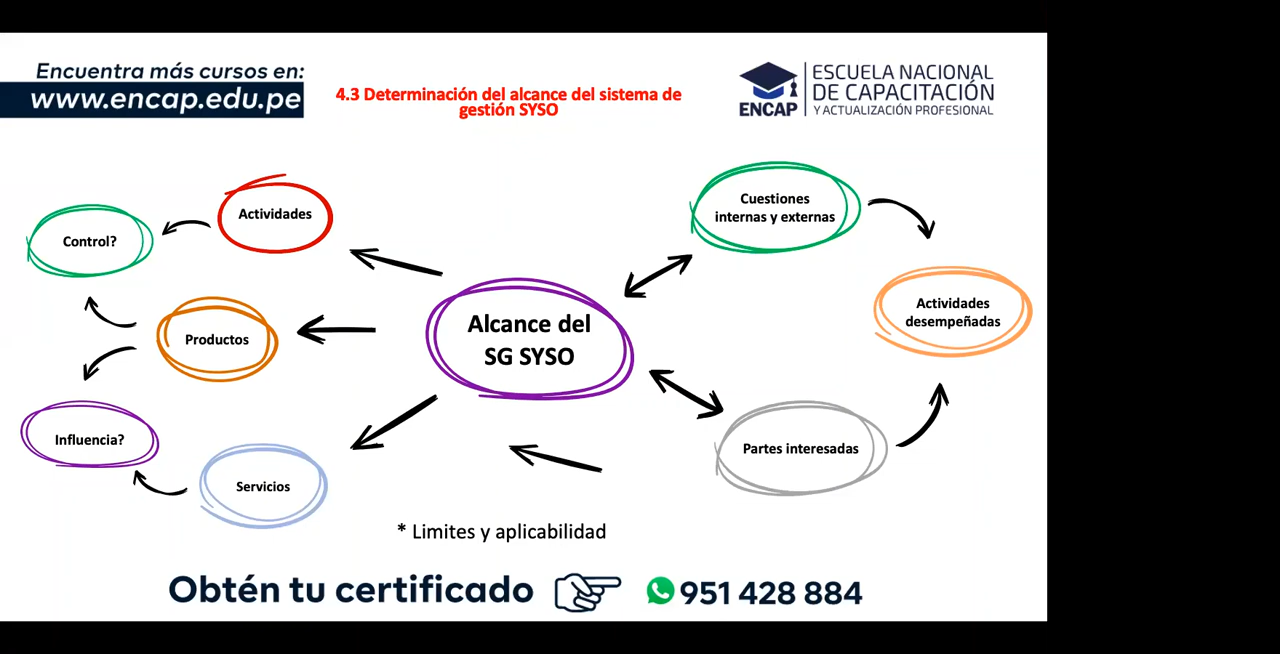 Encuentra más cursos en:
www.encap.edu.pe
4.3 Determinación del alcance del sistema de
gestión SYSO
ENCAP
ESCUELA NACIONAL
DE CAPACITACIÓN
Y ACTUALIZACIÓN PROFESIONAL
Actividades
Control?
Productos
Influencia?
Servicios
Alcance del
SG SYSO
Cuestiones
internas y externas
Actividades
desempeñadas
Partes interesadas
* Limites y aplicabilidad
Obtén tu certificado
951 428 884